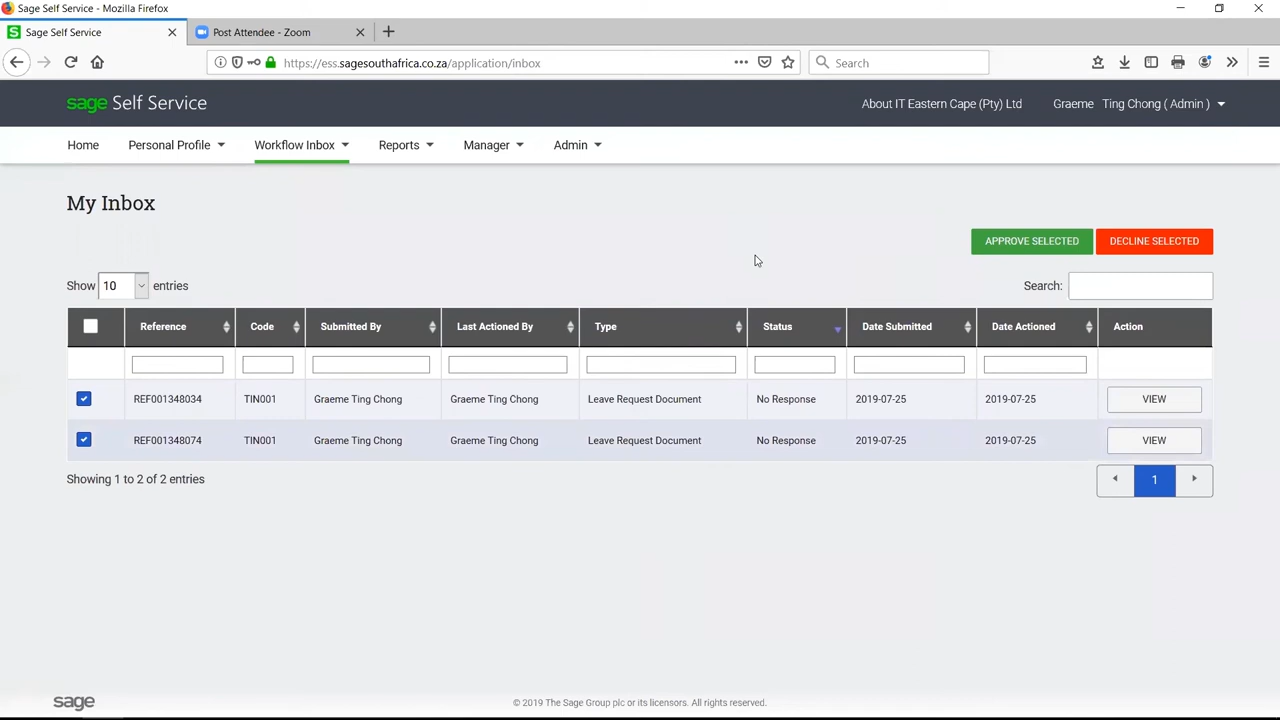 Sage Self Service - Mozilla Firefox
Sage Self Service
Post Attendee - Zoom
https://ess.sagesouthafrica.co.za/application/inbox
Search
sage Self Service
About IT Eastern Cape (Pty) Ltd
Graeme Ting Chong ( Admin )
Home
Personal Profile
Workflow Inbox
Reports
Manager
Admin
My Inbox
APPROVE SELECTED
DECLINE SELECTED
Show 10 entries
Search:
Reference Code Submitted By Last Actioned By Type Status Date Submitted Date Actioned Action
REF001348034 TIN001 Graeme Ting Chong Graeme Ting Chong Leave Request Document No Response 2019-07-25 2019-07-25 VIEW
REF001348074 TIN001 Graeme Ting Chong Graeme Ting Chong Leave Request Document No Response 2019-07-25 2019-07-25 VIEW
Showing 1 to 2 of 2 entries
1
sage
© 2019 The Sage Group plc or its licensors. All rights reserved.